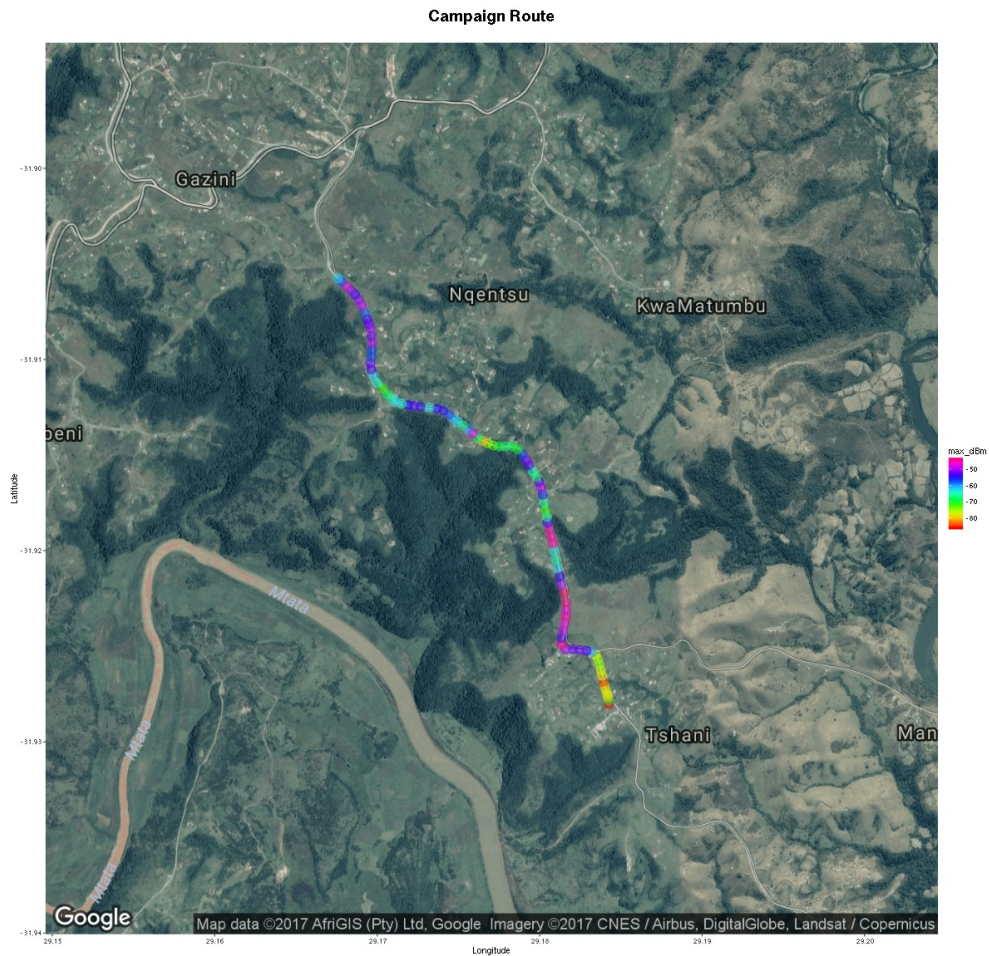 Campaign Route
Gazini
Nqentsu
KwaMatumbu
beni
Mtata
Mtata
Mtata
Tshani
Man
Google
Map data ©2017 AfriGIS (Pty) Ltd, Google Imagery ©2017 CNES / Airbus, DigitalGlobe, Landsat / Copernicus
-31.90
-31.91
-31.92
-31.93
-31.94
Latitude
29.15 29.16 29.17 29.18 29.19 29.20
Longitude
max_dBm
-50
-60
-70
-80